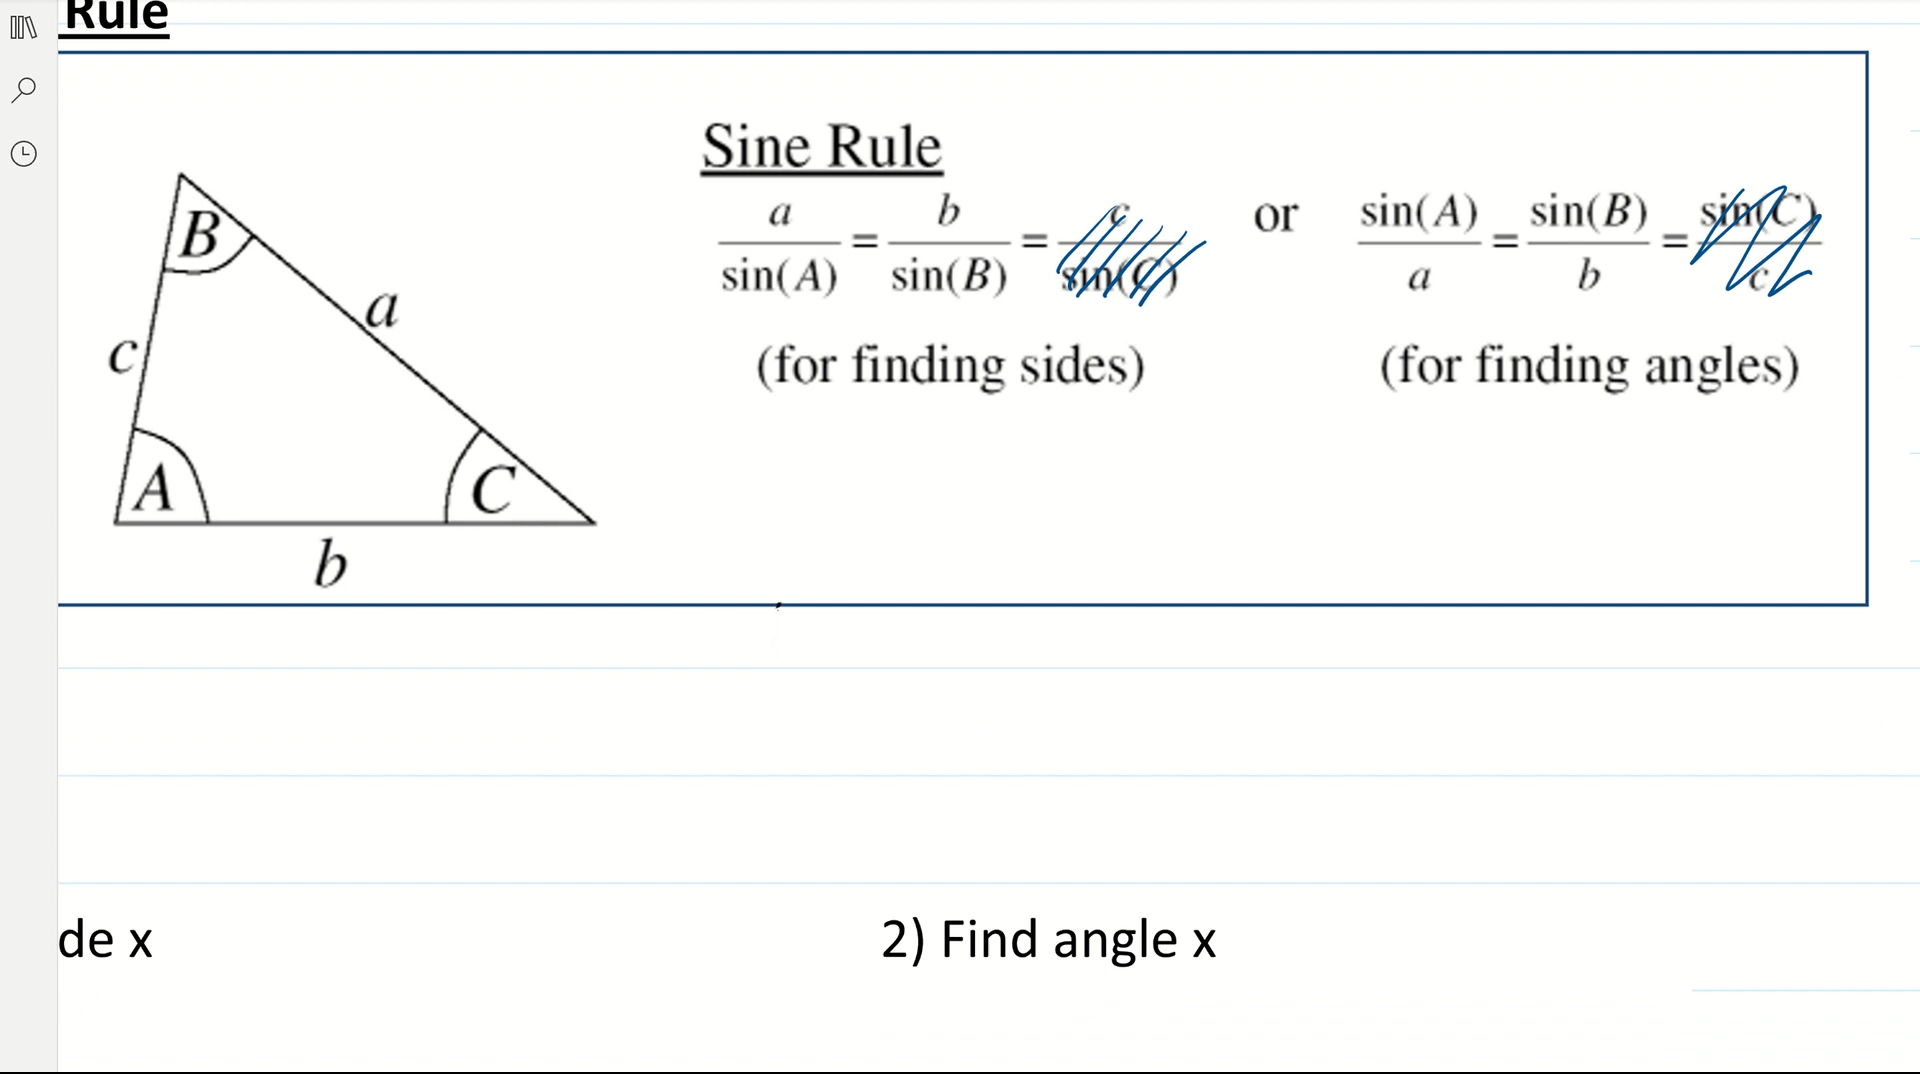 Rule
Sine Rule
a/sin(A) = b/sin(B) = c/sin(C) or sin(A)/a = sin(B)/b = sin(C)/c
(for finding sides) (for finding angles)
B
a
c
A
C
b
de x
2) Find angle x